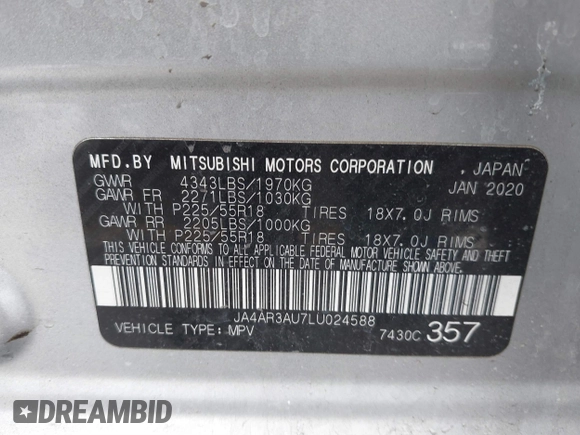 MFD.BY MITSUBISHI MOTORS CORPORATION , JAPAN
GVWR 4343LBS/1970KG JAN 2020
GAWR FR 2271LBS/1030KG
WITH P225/55R18 TIRES 18X7.0J RIMS
GAWR RR 2205LBS/1000KG
WITH P225/55R18 TIRES 18X7.0J RIMS
THIS VEHICLE CONFORMS TO ALL APPLICABLE FEDERAL MOTOR VEHICLE SAFETY AND THEFT
PREVENTION STANDARDS IN EFFECT ON THE DATE OF MANUFACTURE SHOWN ABOVE.
JA4AR3AU7LU024588
VEHICLE TYPE: MPV 7430C 357
DREAMBID